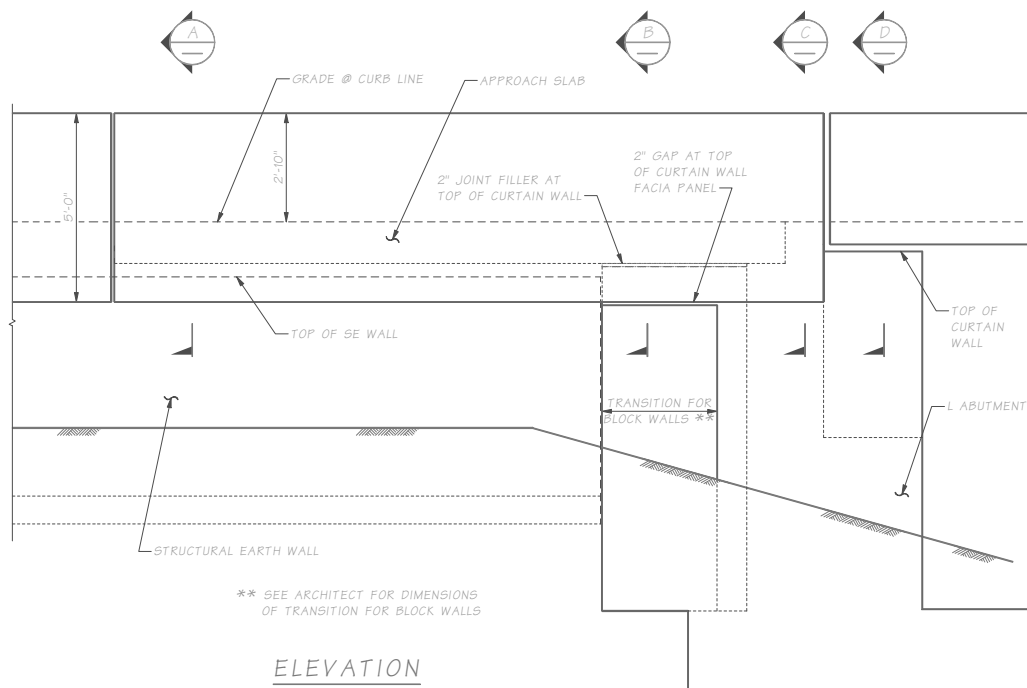 A
B
C
D
GRADE @ CURB LINE
APPROACH SLAB
5'-0"
2'-10"
2" JOINT FILLER AT
TOP OF CURTAIN WALL
2" GAP AT TOP
OF CURTAIN WALL
FACIA PANEL
TOP OF SE WALL
TOP OF
CURTAIN
WALL
TRANSITION FOR
BLOCK WALLS **
L ABUTMENT
STRUCTURAL EARTH WALL
** SEE ARCHITECT FOR DIMENSIONS
OF TRANSITION FOR BLOCK WALLS
ELEVATION